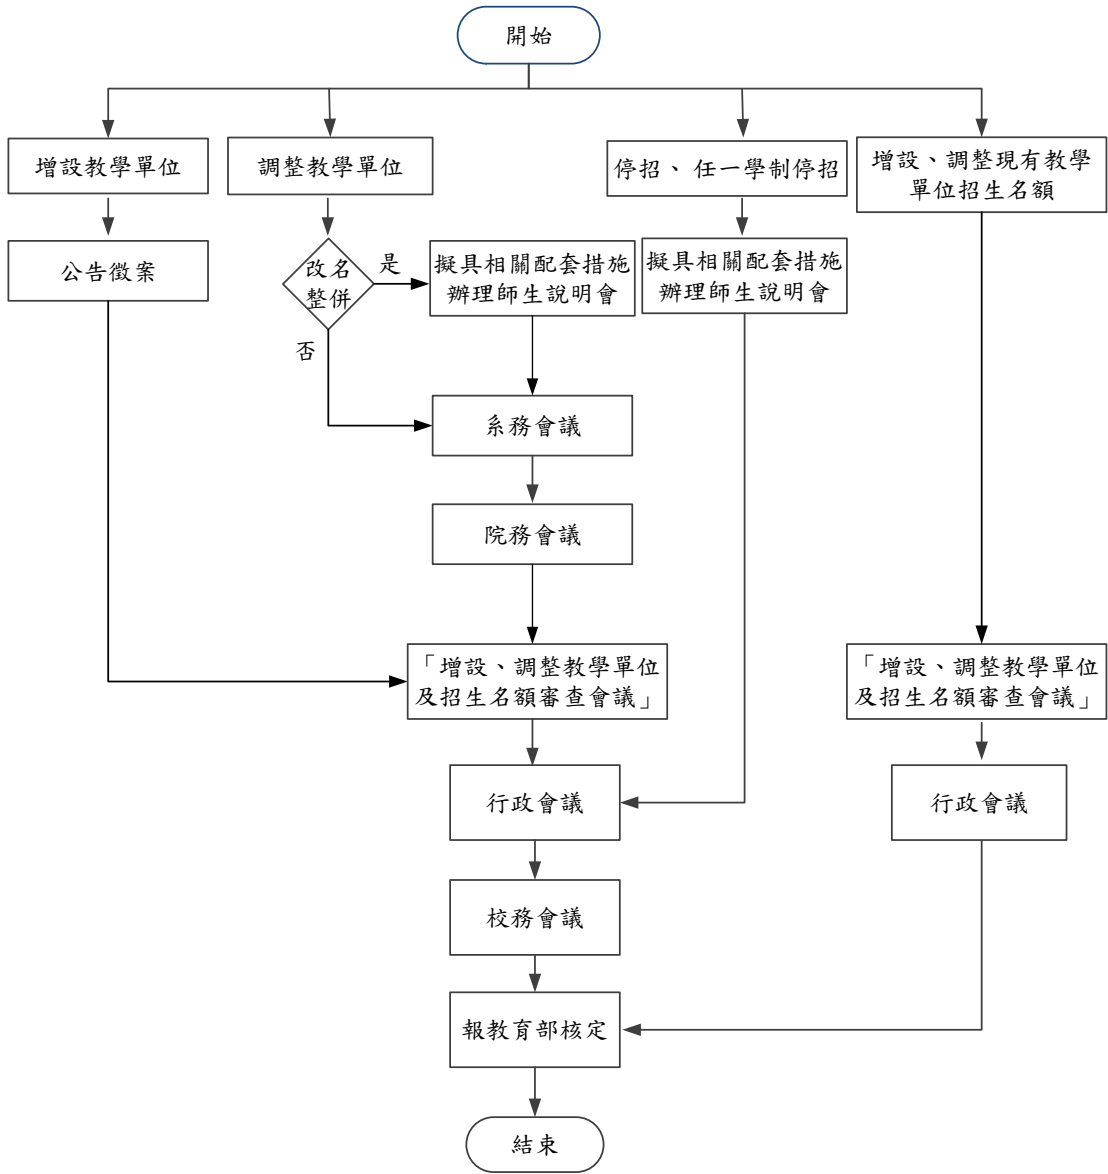 開始
增設教學單位
調整教學單位
停招、任一學制停招
增設、調整現有教學
單位招生名額
公告徵案
改名
整併
是
擬具相關配套措施
辦理師生說明會
擬具相關配套措施
辦理師生說明會
否
系務會議
院務會議
「增設、調整教學單位
及招生名額審查會議」
「增設、調整教學單位
及招生名額審查會議」
行政會議
行政會議
校務會議
報教育部核定
結束